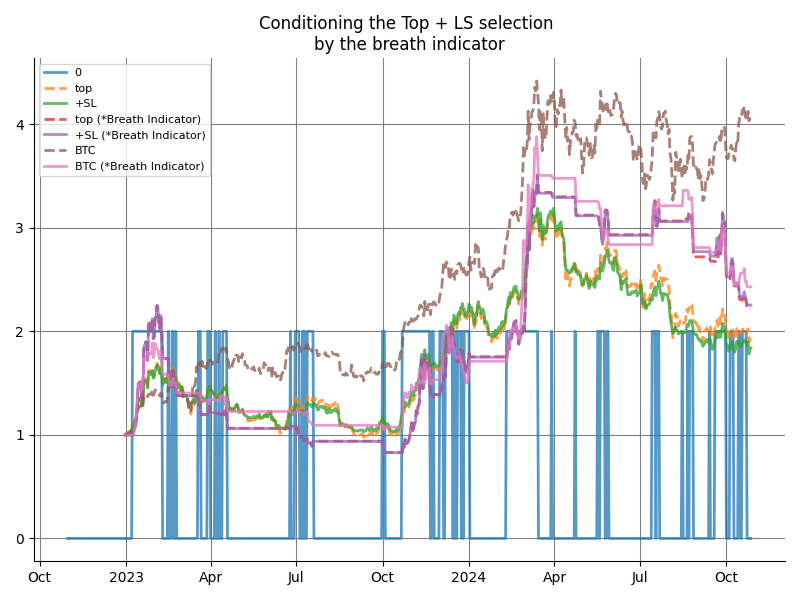 Conditioning the Top + LS selection
by the breath indicator
0
top
+SL
top (*Breath Indicator)
+SL (*Breath Indicator)
BTC
BTC (*Breath Indicator)
4
3
2
1
0
Oct
2023
Apr
Jul
Oct
2024
Apr
Jul
Oct